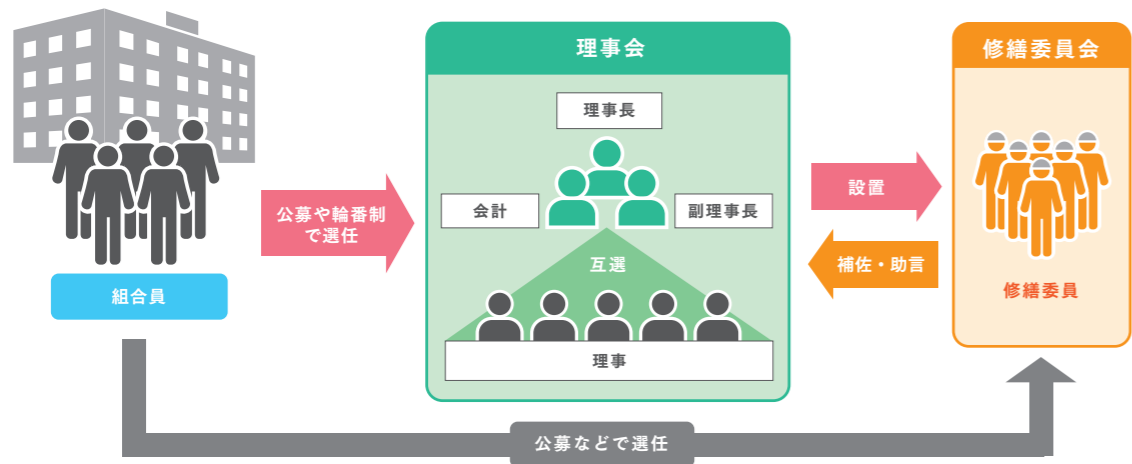 理事会
修繕委員会
理事長
会計
副理事長
公募や輪番制
で選任
設置
補佐・助言
互選
組合員
修繕委員
理事
公募などで選任